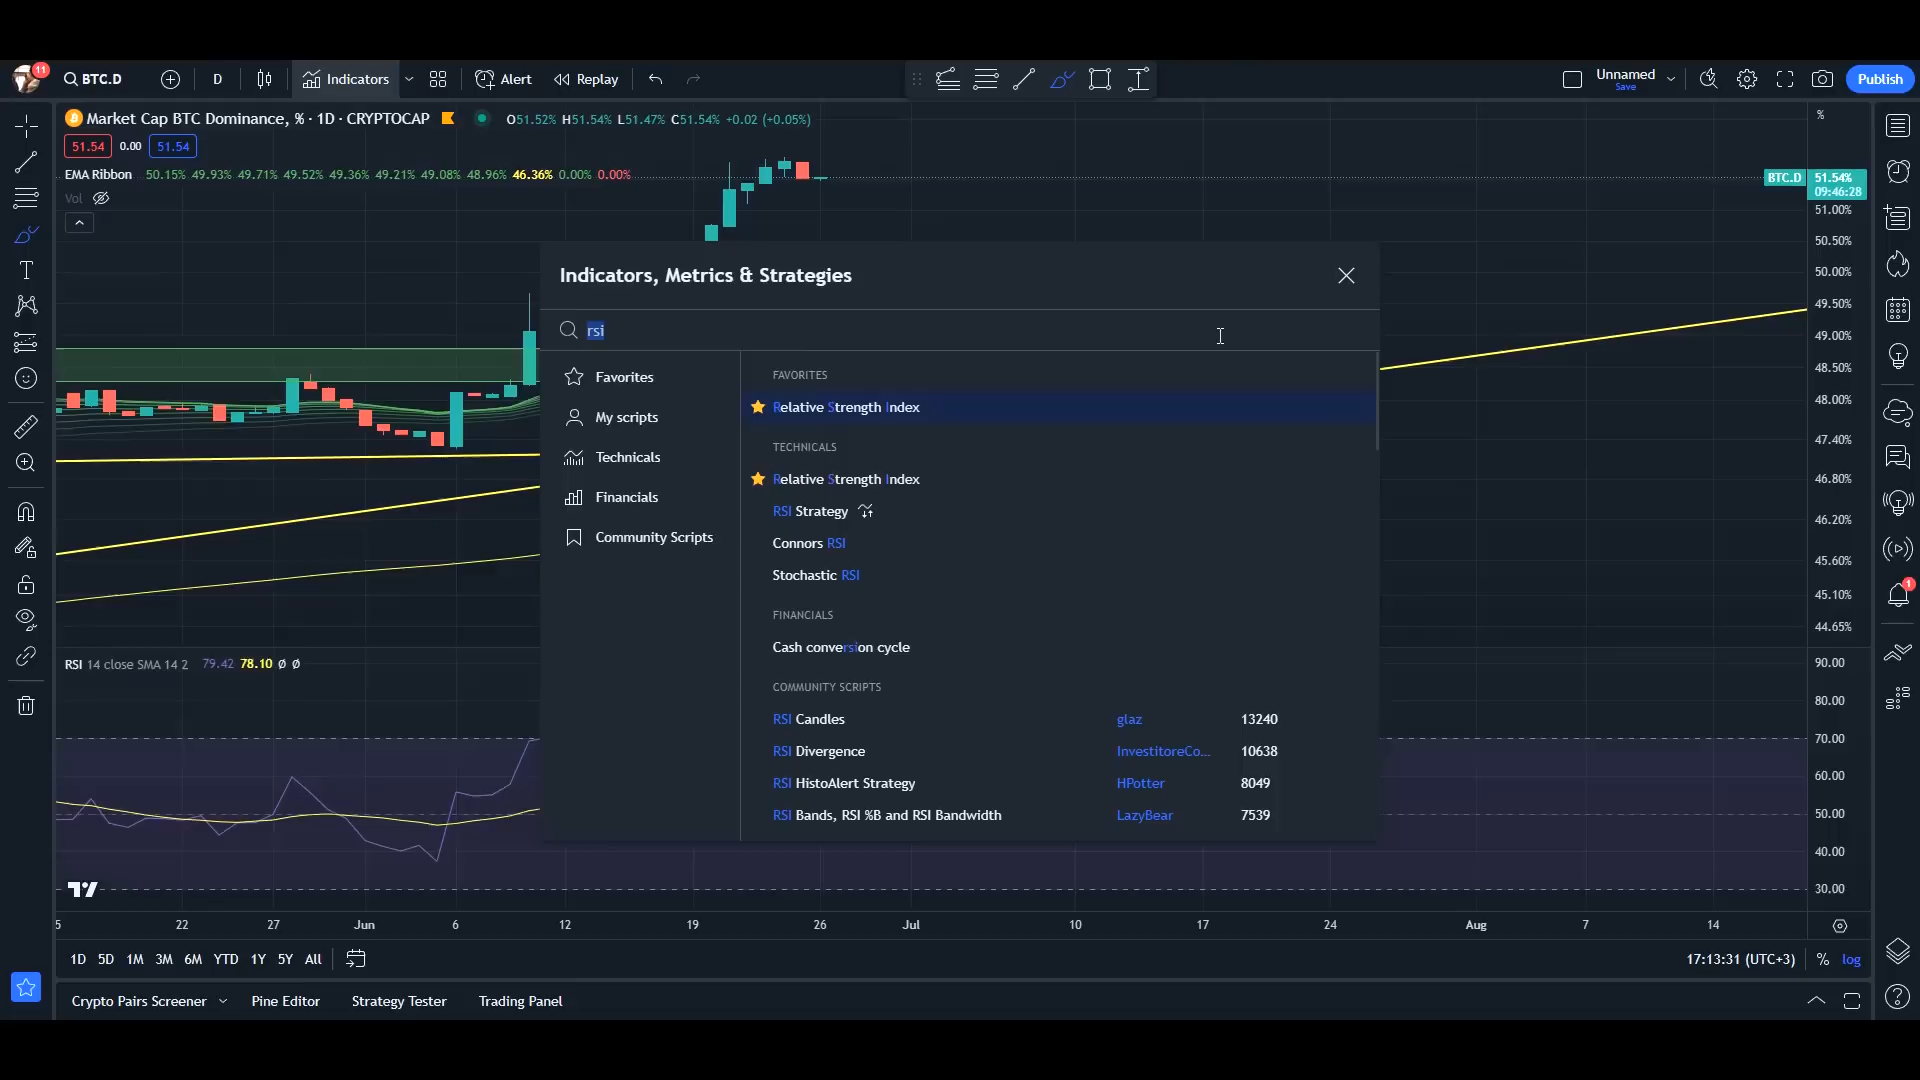 11
BTC.D
D
Indicators
Alert
Replay
Unnamed
Save
Publish
Market Cap BTC Dominance, % · 1D · CRYPTOCAP
O51.52% H51.54% L51.47% C51.54% +0.02 (+0.05%)
%
51.54 0.00 51.54
EMA Ribbon 50.15% 49.93% 49.71% 49.52% 49.36% 49.21% 49.08% 48.96% 46.36% 0.00% 0.00%
Vol
BTC.D 51.54%
09:46:28
51.00%
50.50%
50.00%
49.50%
49.00%
48.50%
48.00%
47.40%
46.80%
46.20%
45.60%
45.10%
44.65%
Indicators, Metrics & Strategies
rsi
Favorites
My scripts
Technicals
Financials
Community Scripts
FAVORITES
Relative Strength Index
TECHNICALS
Relative Strength Index
RSI Strategy
Connors RSI
Stochastic RSI
FINANCIALS
Cash conversion cycle
COMMUNITY SCRIPTS
RSI Candles glaz 13240
RSI Divergence InvestitoreCo... 10638
RSI HistoAlert Strategy HPotter 8049
RSI Bands, RSI %B and RSI Bandwidth LazyBear 7539
1
RSI 14 close SMA 14 2 79.42 78.10 ø ø
90.00
80.00
70.00
60.00
50.00
40.00
30.00
5 22 27 Jun 6 12 19 26 Jul 10 17 24 Aug 7 14
1D 5D 1M 3M 6M YTD 1Y 5Y All
17:13:31 (UTC+3) % log
Crypto Pairs Screener Pine Editor Strategy Tester Trading Panel